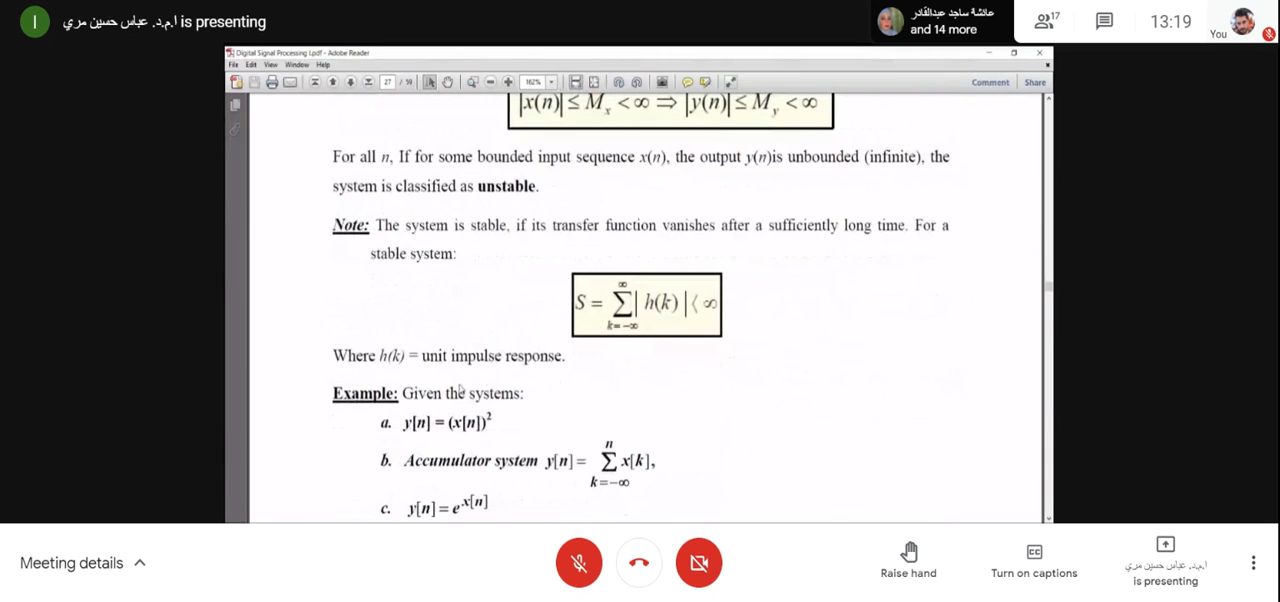 I
ا.م.د. عباس حسين مري is presenting
عائشة ساجد عبدالقادر
and 14 more
17
13:19
You
Digital Signal Processing I.pdf - Adobe Reader
File Edit View Window Help
27 / 59
162%
Comment
Share
|x(n)| ≤ Mx < ∞ ⇒ |y(n)| ≤ My < ∞
For all n, If for some bounded input sequence x(n), the output y(n)is unbounded (infinite), the
system is classified as unstable.
Note: The system is stable, if its transfer function vanishes after a sufficiently long time. For a
stable system:
S = ∑ | h(k) | ⟨ ∞
∞
k=-∞
Where h(k) = unit impulse response.
Example: Given the systems:
a. y[n] = (x[n])²
b. Accumulator system y[n] = ∑ x[k],
n
k=-∞
c. y[n] = e^x[n]
Meeting details
Raise hand
CC
Turn on captions
ا.م.د. عباس حسين مري
is presenting